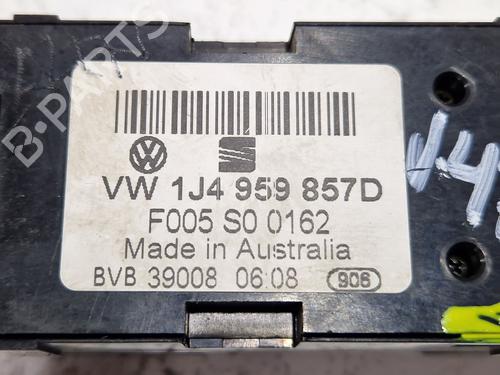 B-PARTS
VW 1J4 959 857D
F005 S0 0162
Made in Australia
BVB 39008 06:08 906